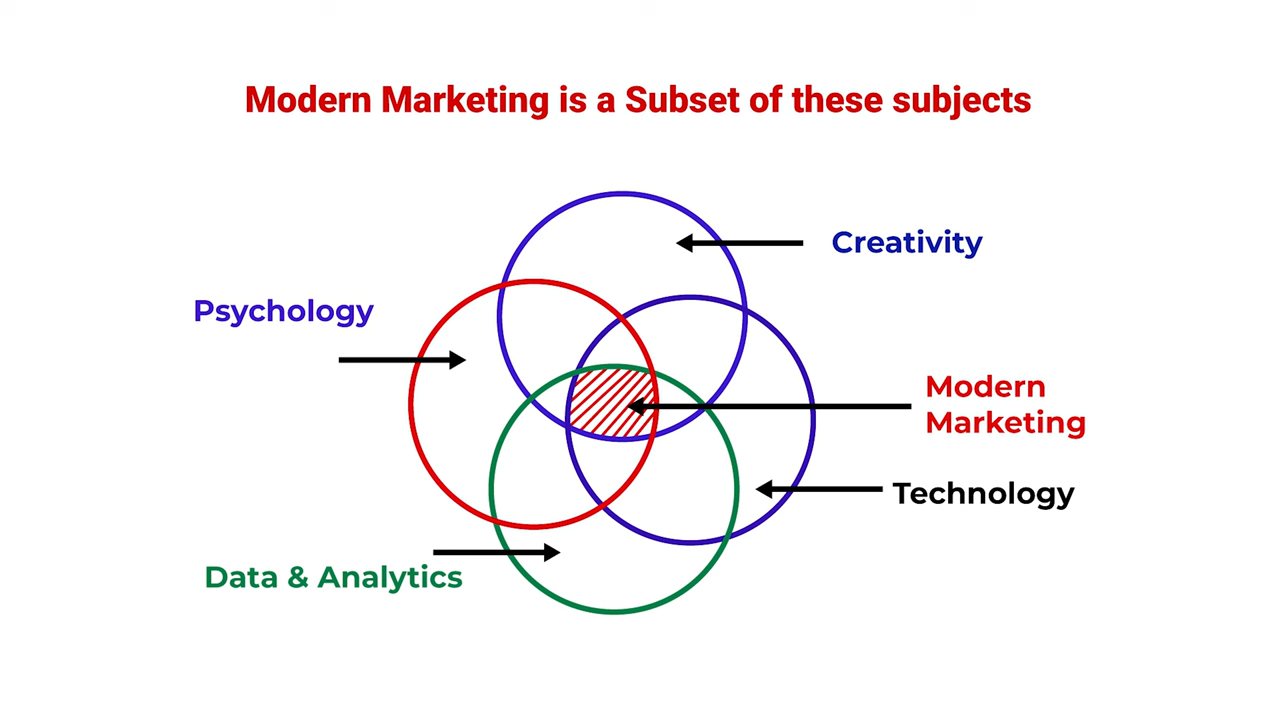 Modern Marketing is a Subset of these subjects
Creativity
Psychology
Modern
Marketing
Technology
Data & Analytics